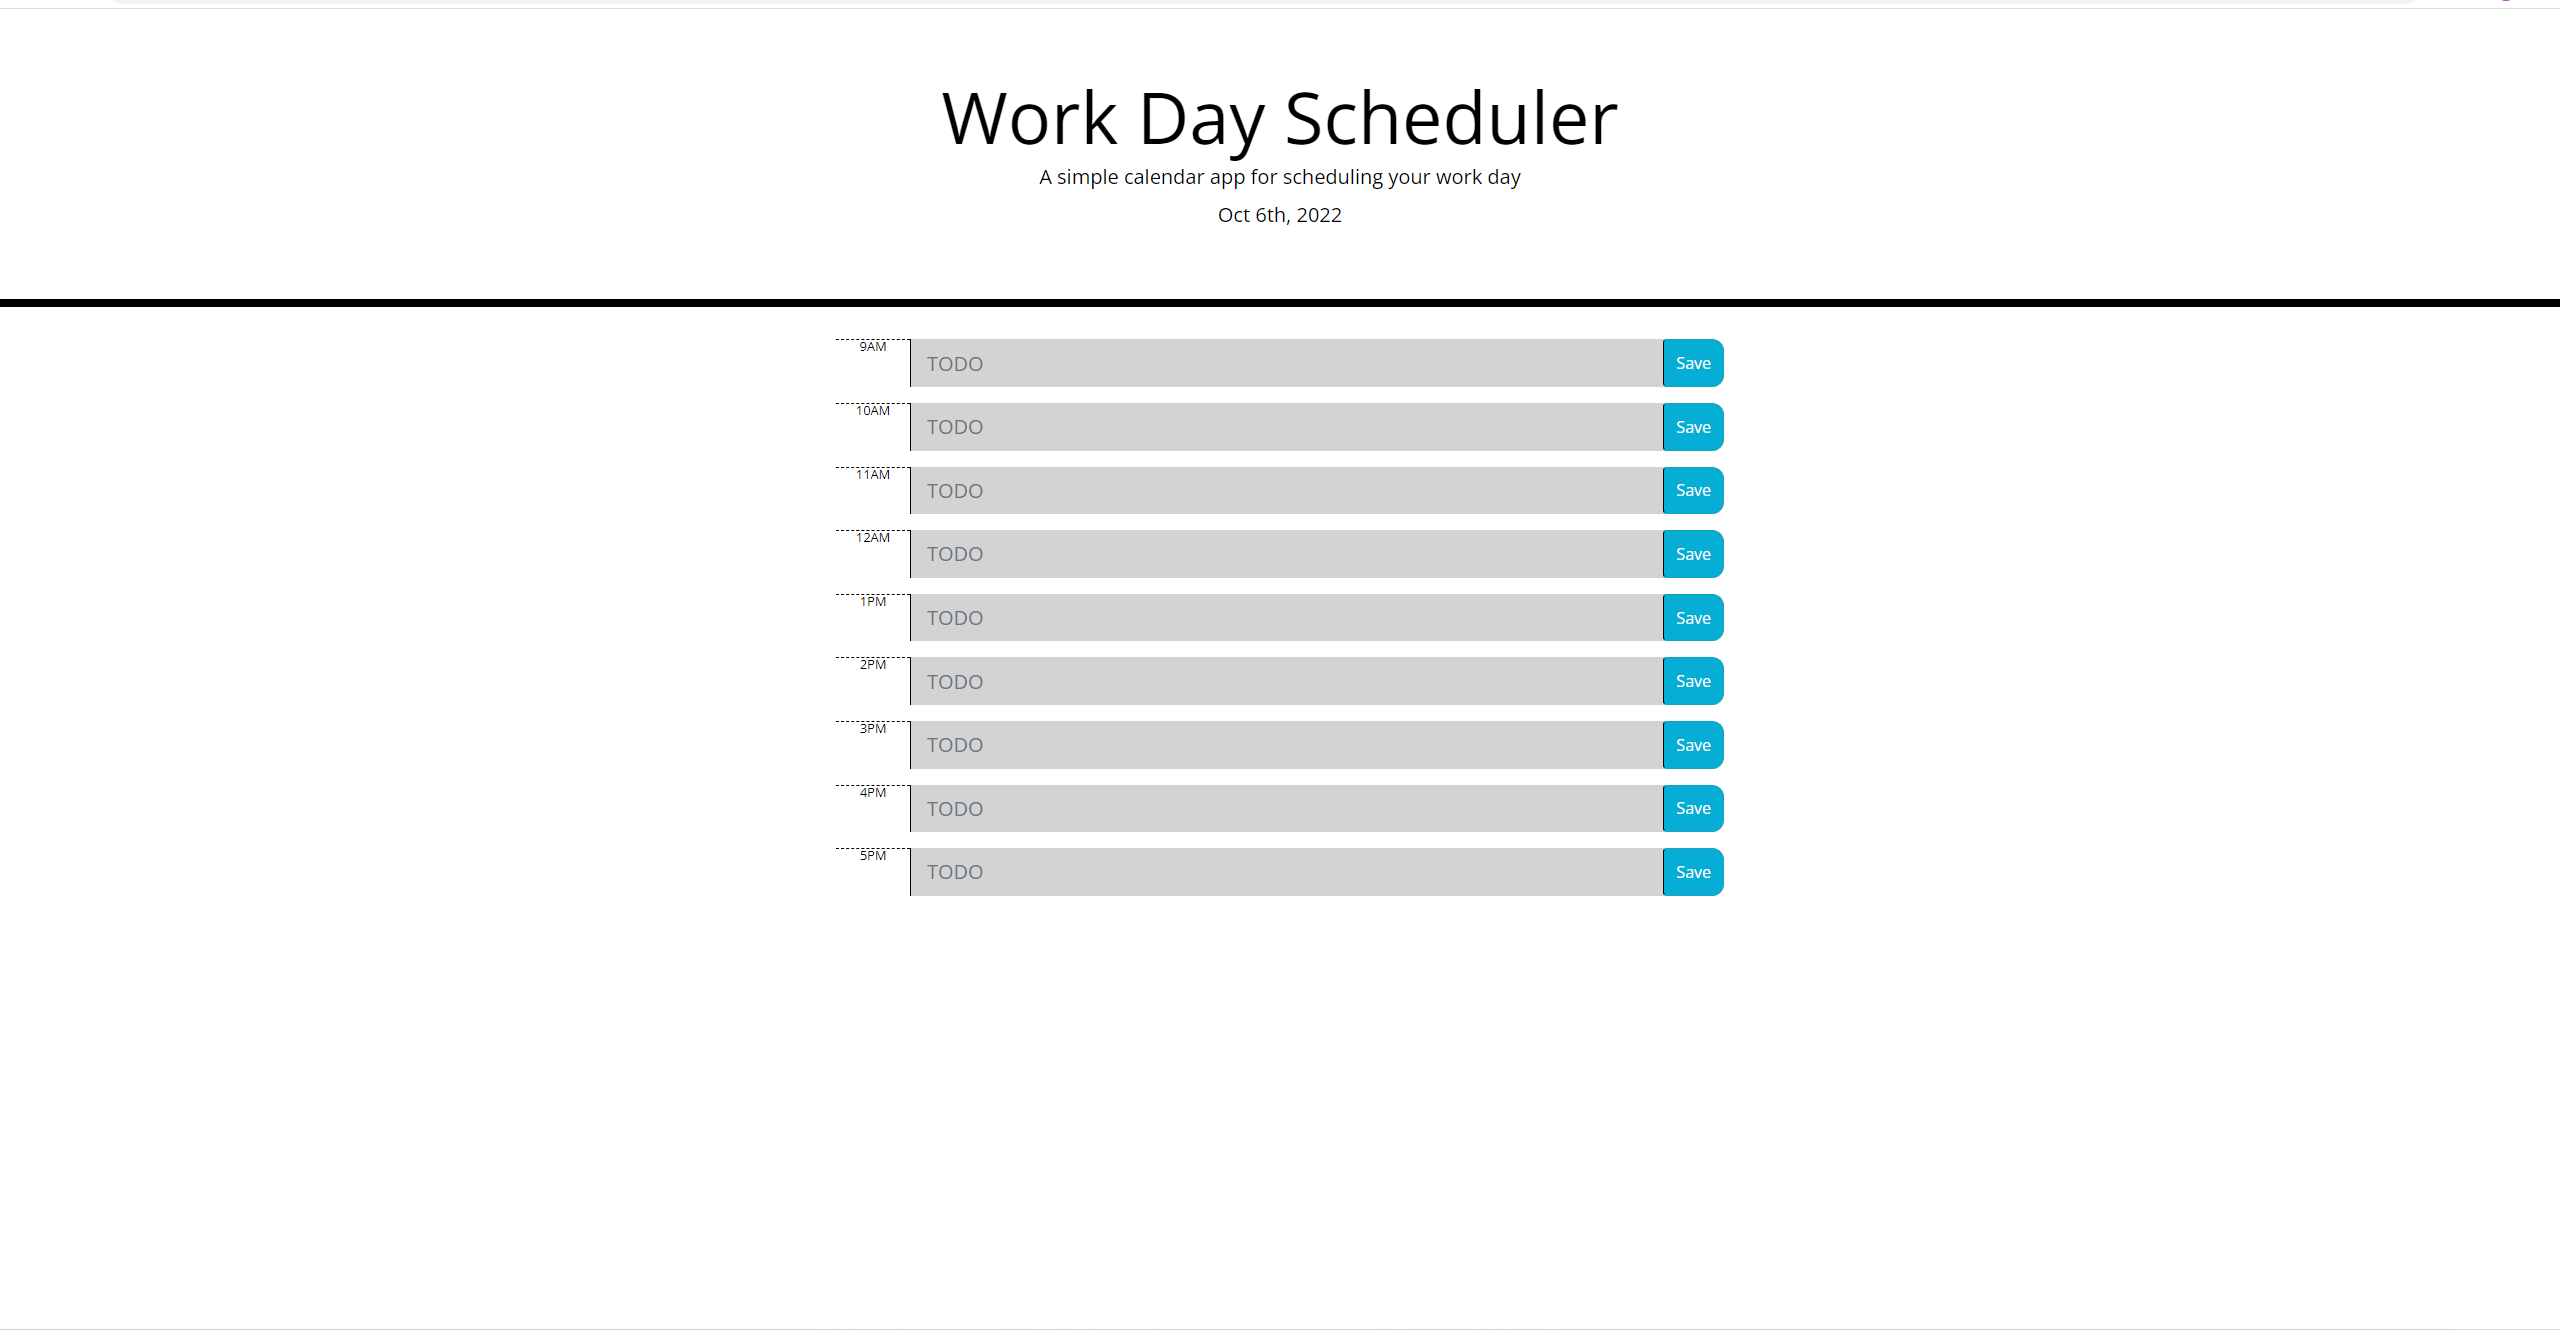 Work Day Scheduler
A simple calendar app for scheduling your work day
Oct 6th, 2022
9AM TODO Save
10AM TODO Save
11AM TODO Save
12AM TODO Save
1PM TODO Save
2PM TODO Save
3PM TODO Save
4PM TODO Save
5PM TODO Save